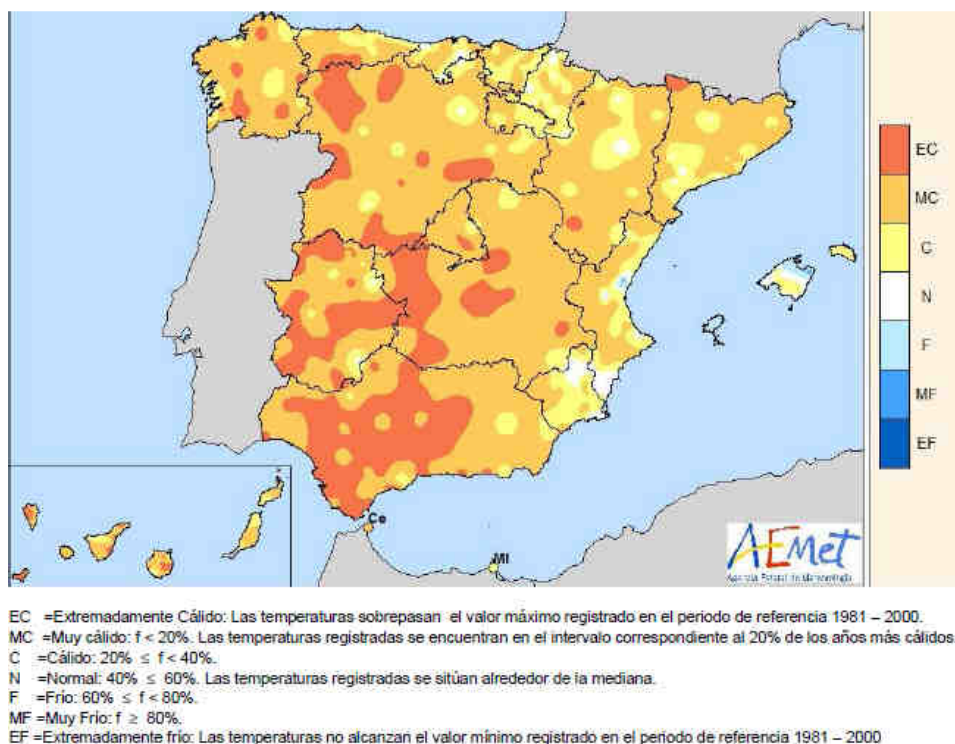 EC
MC
C
N
F
MF
EF
Ce
Ml
AEMet
Agencia Estatal de Meteorología
EC =Extremadamente Cálido: Las temperaturas sobrepasan el valor máximo registrado en el periodo de referencia 1981 – 2000.
MC =Muy cálido: f < 20%. Las temperaturas registradas se encuentran en el intervalo correspondiente al 20% de los años más cálidos
C =Cálido: 20% ≤ f < 40%.
N =Normal: 40% ≤ 60%. Las temperaturas registradas se sitúan alrededor de la mediana.
F =Frío: 60% ≤ f < 80%.
MF =Muy Frío: f ≥ 80%.
EF =Extremadamente frío: Las temperaturas no alcanzan el valor mínimo registrado en el periodo de referencia 1981 – 2000